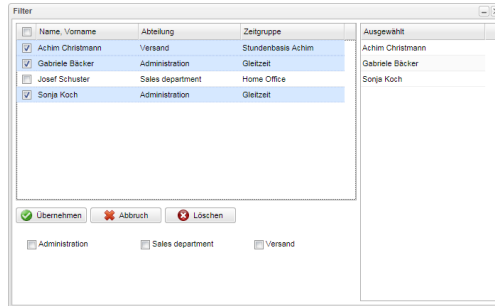 Filter
Name, Vorname Abteilung Zeitgruppe Ausgewählt
Achim Christmann Versand Stundenbasis Achim Achim Christmann
Gabriele Bäcker Administration Gleitzeit Gabriele Bäcker
Josef Schuster Sales department Home Office Sonja Koch
Sonja Koch Administration Gleitzeit
Übernehmen Abbruch Löschen
Administration Sales department Versand